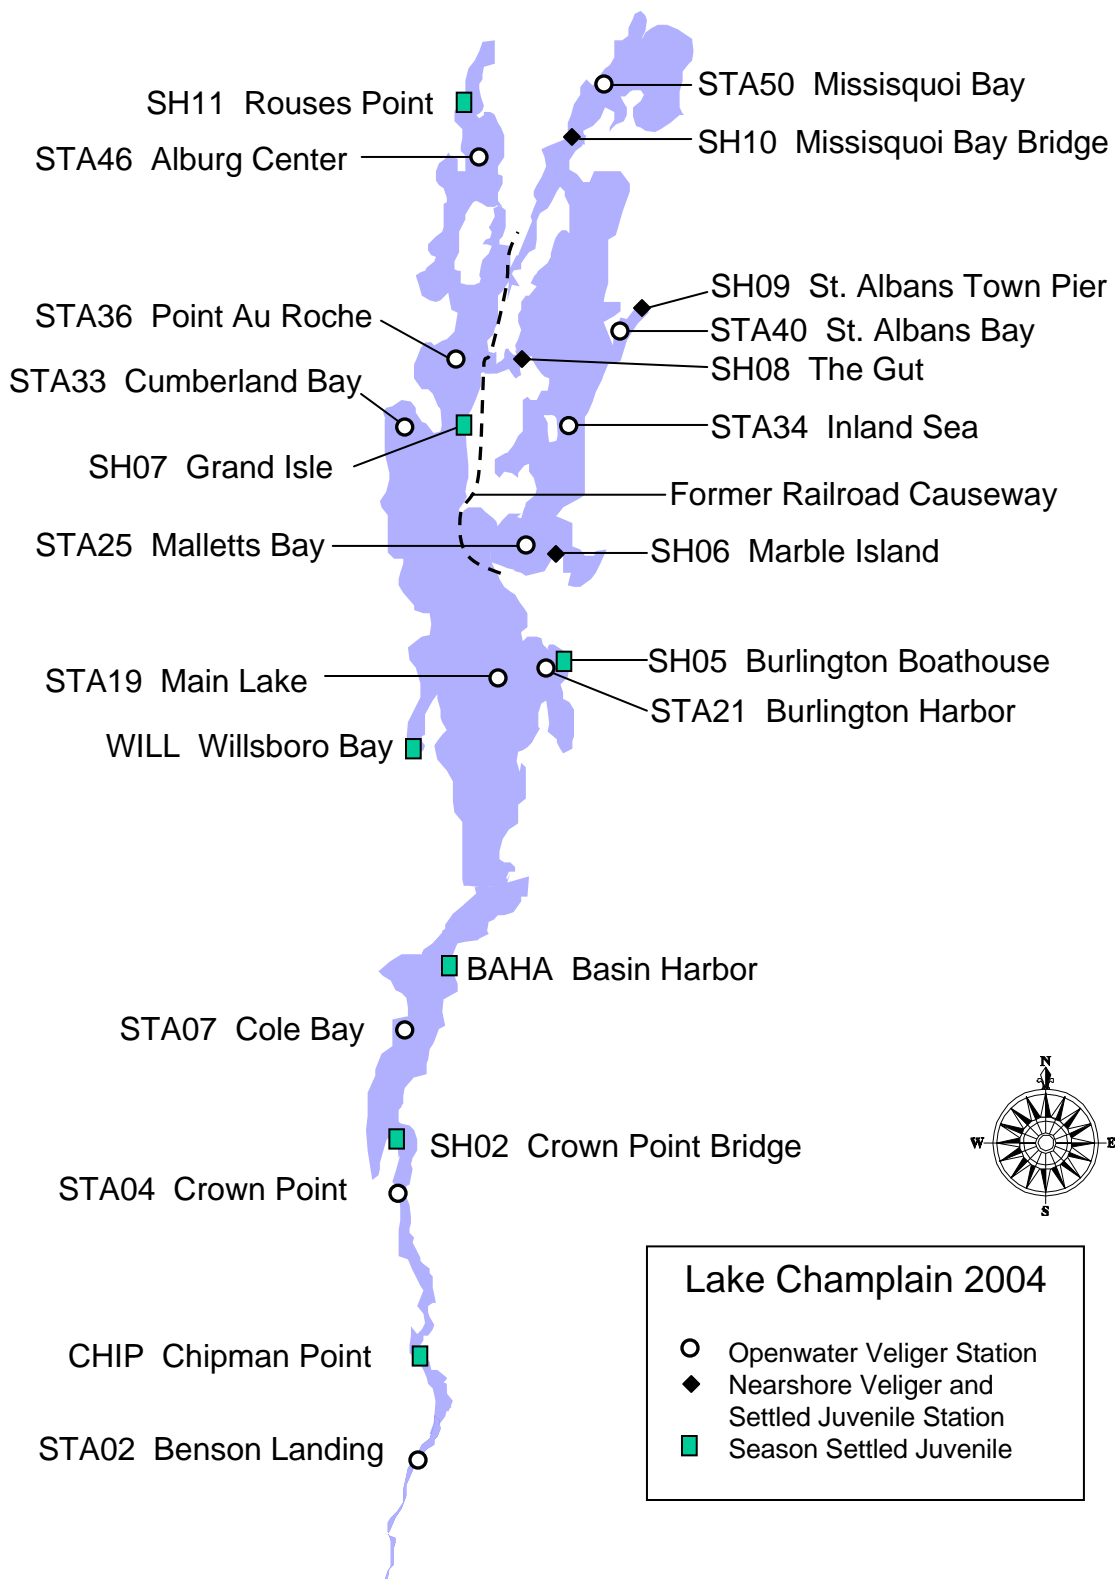 STA50 Missisquoi Bay
SH11 Rouses Point
SH10 Missisquoi Bay Bridge
STA46 Alburg Center
SH09 St. Albans Town Pier
STA36 Point Au Roche
STA40 St. Albans Bay
SH08 The Gut
STA33 Cumberland Bay
STA34 Inland Sea
SH07 Grand Isle
Former Railroad Causeway
STA25 Malletts Bay
SH06 Marble Island
SH05 Burlington Boathouse
STA19 Main Lake
STA21 Burlington Harbor
WILL Willsboro Bay
BAHA Basin Harbor
STA07 Cole Bay
N
W E
S
SH02 Crown Point Bridge
STA04 Crown Point
Lake Champlain 2004
Openwater Veliger Station
Nearshore Veliger and
Settled Juvenile Station
Season Settled Juvenile
CHIP Chipman Point
STA02 Benson Landing